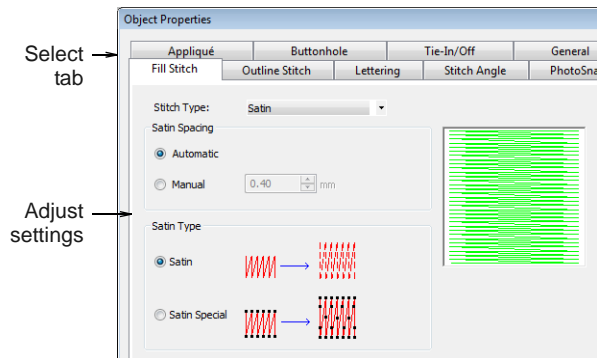 Object Properties
Select
tab
Appliqué Buttonhole Tie-In/Off General
Fill Stitch Outline Stitch Lettering Stitch Angle PhotoSna
Stitch Type: Satin
Satin Spacing
Automatic
Manual 0.40 mm
Adjust
settings
Satin Type
Satin
Satin Special